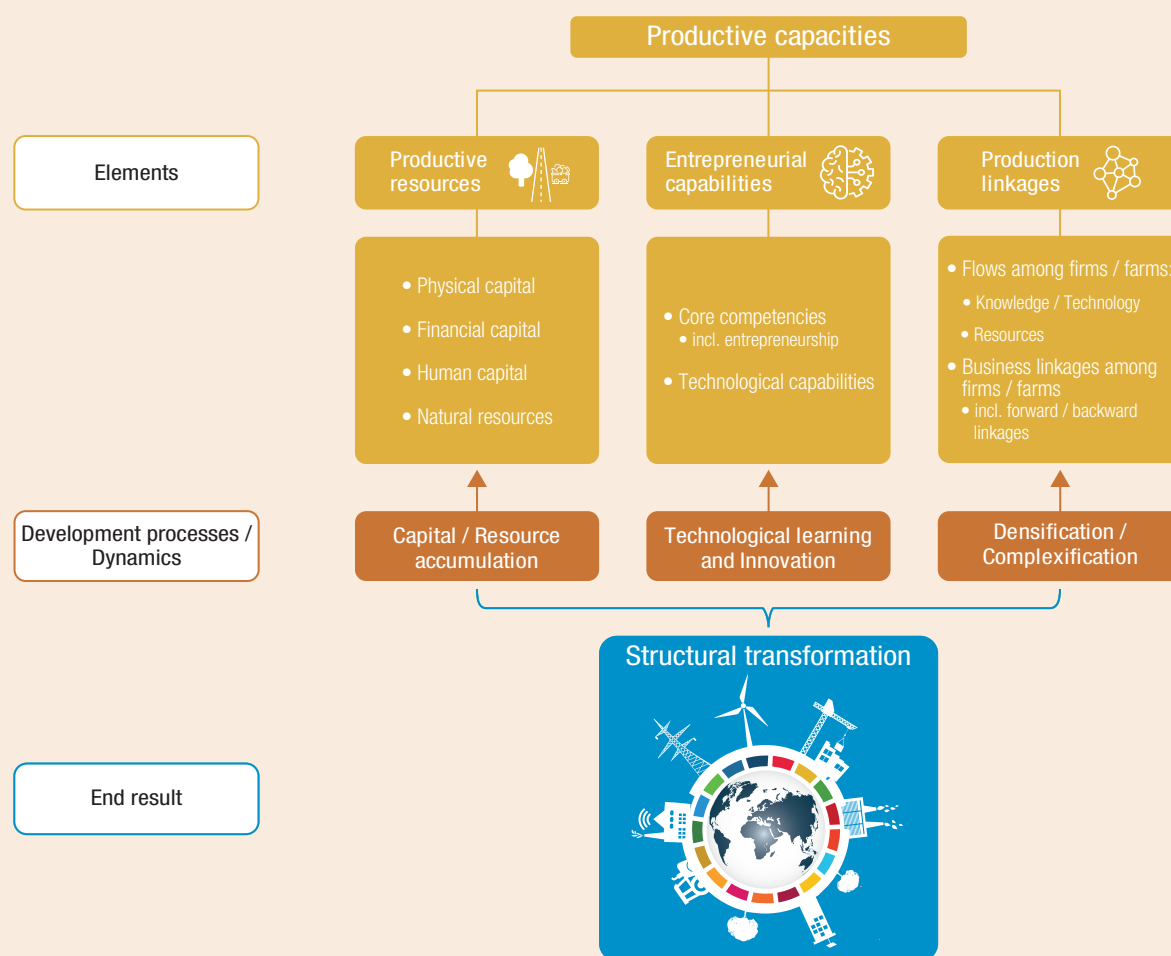 Productive capacities
Elements
Productive
resources
Entrepreneurial
capabilities
Production
linkages
• Physical capital
• Financial capital
• Human capital
• Natural resources
• Core competencies
• incl. entrepreneurship
• Technological capabilities
• Flows among firms / farms:
• Knowledge / Technology
• Resources
• Business linkages among
firms / farms
• incl. forward / backward
linkages
Development processes /
Dynamics
Capital / Resource
accumulation
Technological learning
and Innovation
Densification /
Complexification
Structural transformation
End result